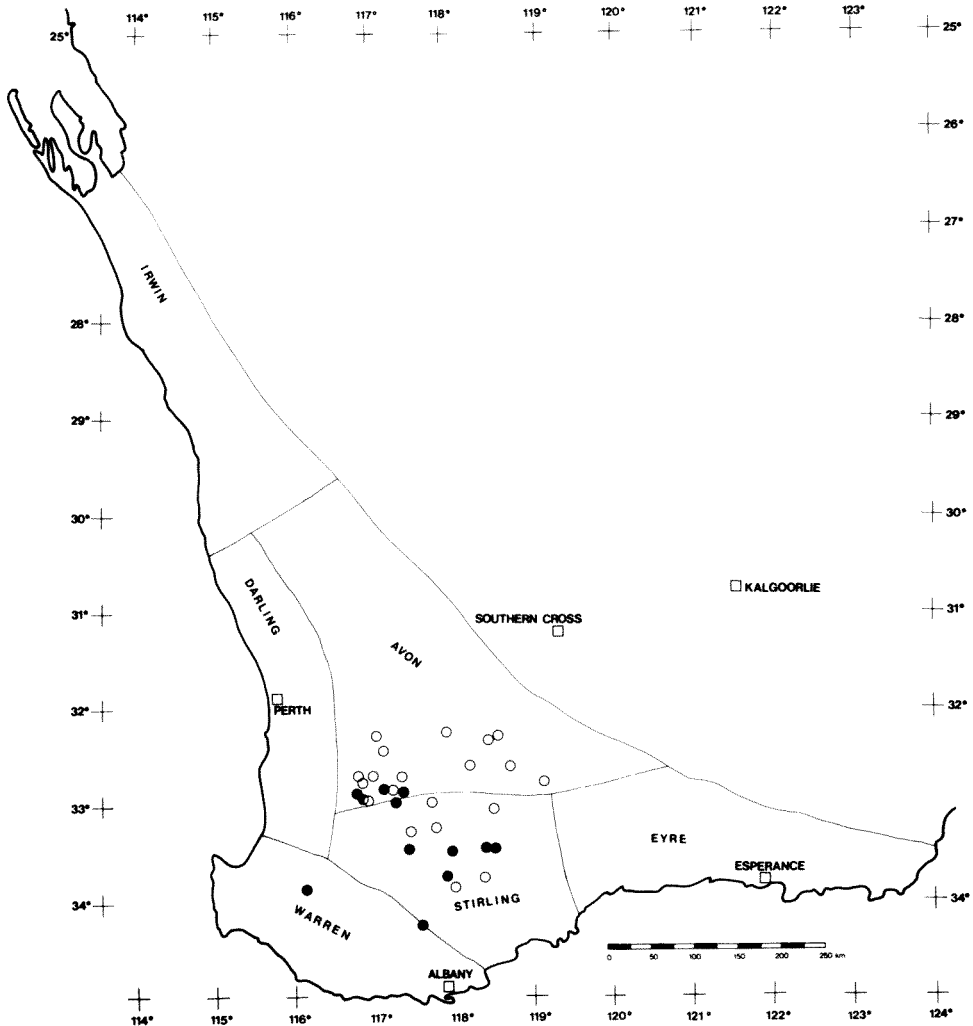 114° 115° 116° 117° 118° 119° 120° 121° 122° 123°
25° 25°
26°
27°
IRWIN
28° 28°
29° 29°
30° 30°
KALGOORLIE
DARLING
31° 31°
SOUTHERN CROSS
AVON
PERTH
32° 32°
33° 33°
EYRE
ESPERANCE
34° 34°
STIRLING
WARREN
0 50 100 150 200 250 km
ALBANY
114° 115° 116° 117° 118° 119° 120° 121° 122° 123° 124°